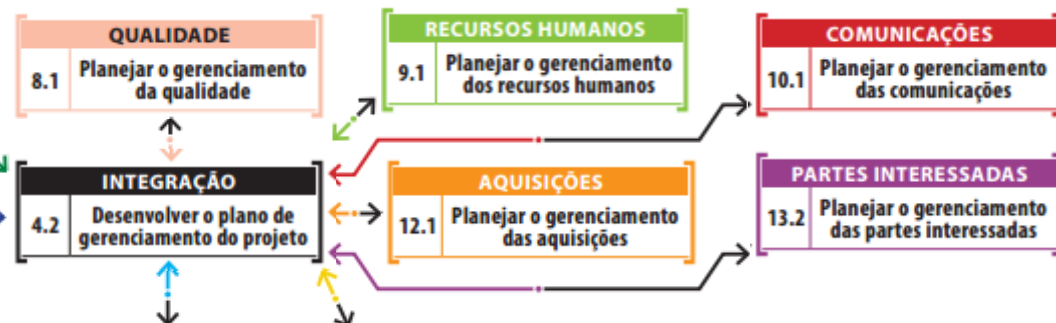 QUALIDADE
8.1
Planejar o gerenciamento
da qualidade
RECURSOS HUMANOS
9.1
Planejar o gerenciamento
dos recursos humanos
COMUNICAÇÕES
10.1
Planejar o gerenciamento
das comunicações
INTEGRAÇÃO
4.2
Desenvolver o plano de
gerenciamento do projeto
AQUISIÇÕES
12.1
Planejar o gerenciamento
das aquisições
PARTES INTERESSADAS
13.2
Planejar o gerenciamento
das partes interessadas